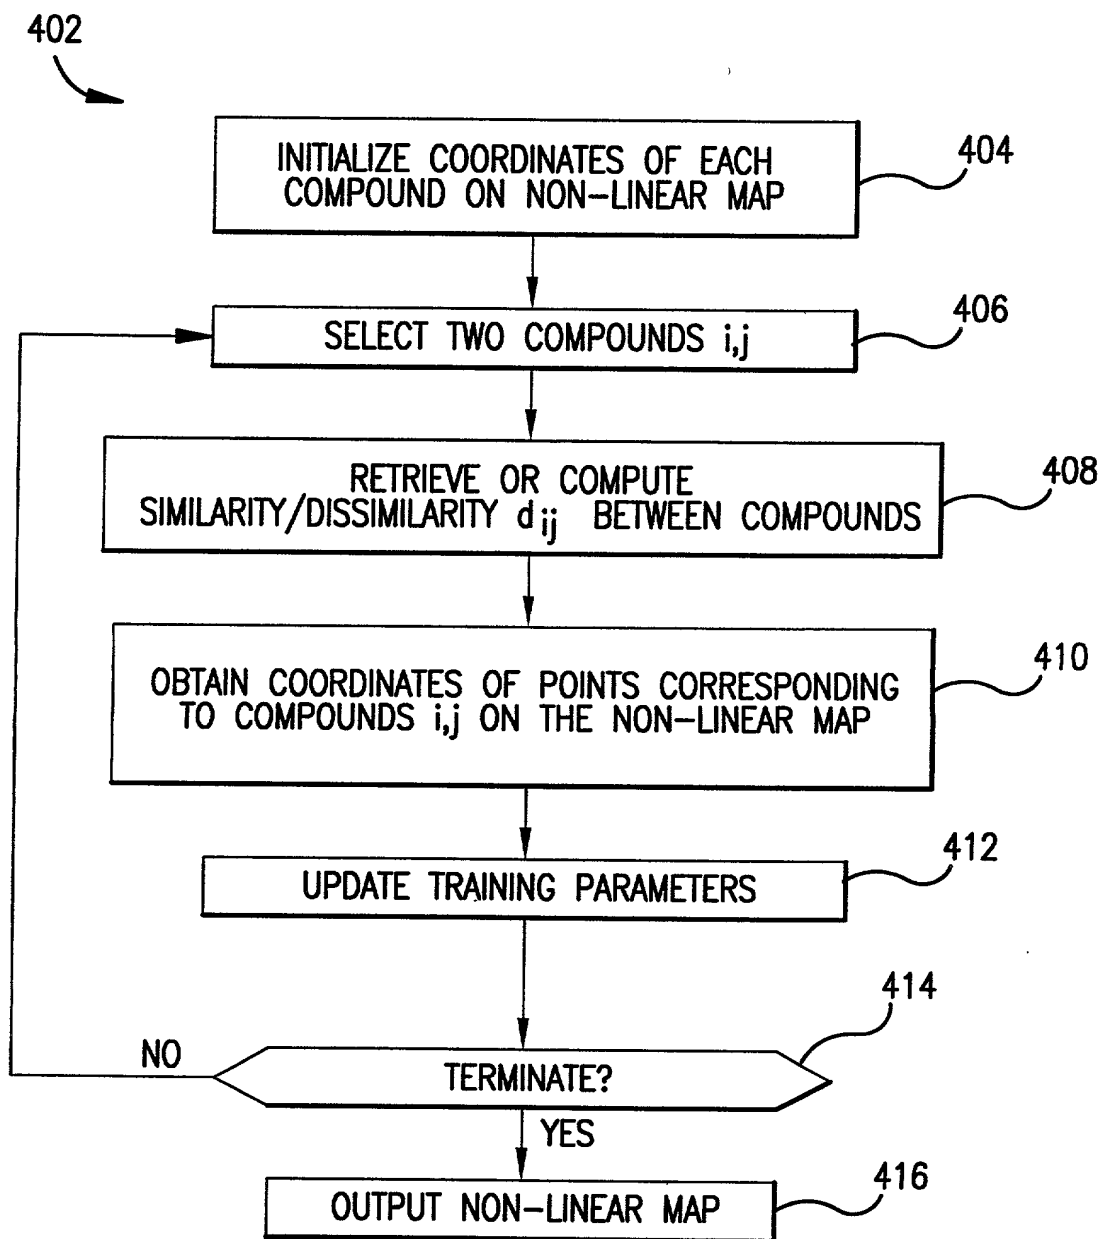 402
INITIALIZE COORDINATES OF EACH
COMPOUND ON NON-LINEAR MAP
404
SELECT TWO COMPOUNDS i,j
406
RETRIEVE OR COMPUTE
SIMILARITY/DISSIMILARITY d ij BETWEEN COMPOUNDS
408
OBTAIN COORDINATES OF POINTS CORRESPONDING
TO COMPOUNDS i,j ON THE NON-LINEAR MAP
410
UPDATE TRAINING PARAMETERS
412
TERMINATE?
414
NO
YES
OUTPUT NON-LINEAR MAP
416